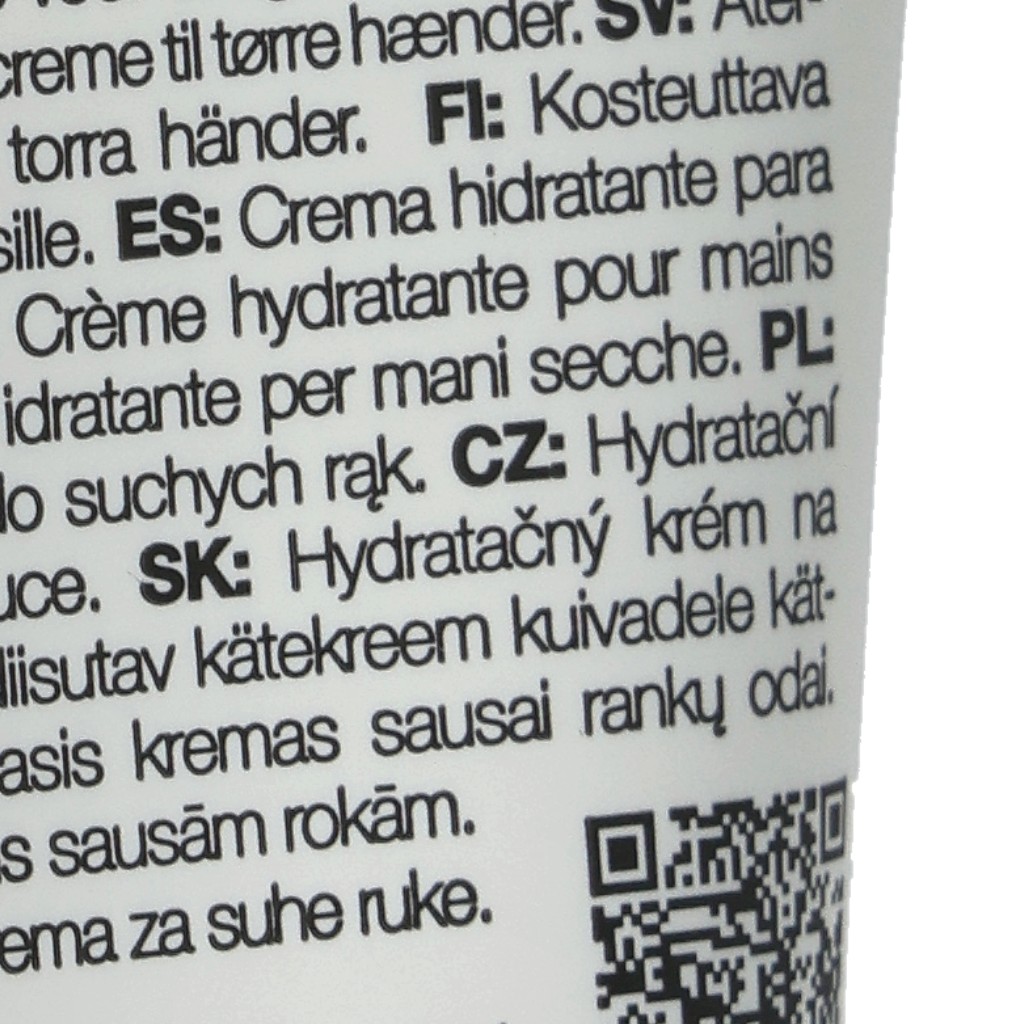 creme til tørre hænder. SV: Åter-
torra händer. FI: Kosteuttava
sille. ES: Crema hidratante para
Crème hydratante pour mains
idratante per mani secche. PL:
do suchych rąk. CZ: Hydratační
uce. SK: Hydratačný krém na
liisutav kätekreem kuivadele kät-
asis kremas sausai rankų odai.
s sausām rokām.
ema za suhe ruke.